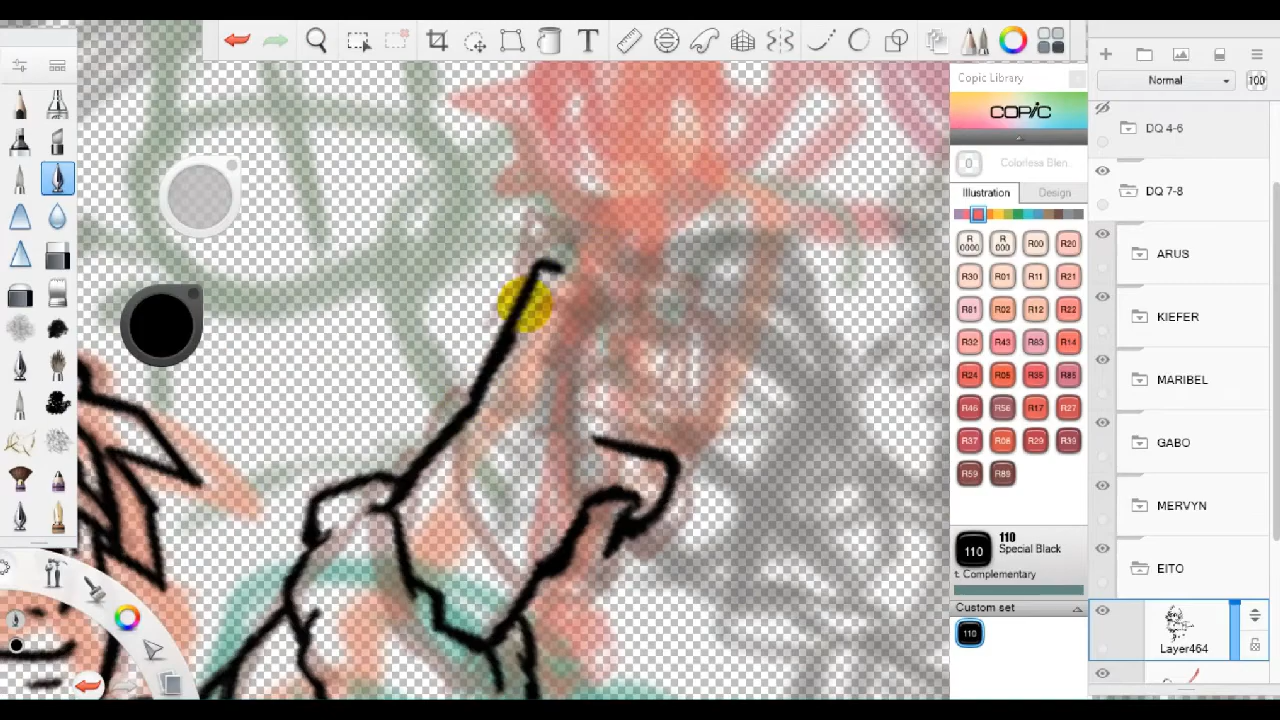 Copic Library
COPIC
0 Colorless Blen..
Illustration Design
R0000 R000 R00 R20
R30 R01 R11 R21
R81 R02 R12 R22
R32 R43 R83 R14
R24 R05 R35 R85
R46 R56 R17 R27
R37 R08 R29 R39
R59 R89
110 110
Special Black
t. Complementary
Custom set
110
Normal 100
DQ 4-6
DQ 7-8
ARUS
KIEFER
MARIBEL
GABO
MERVYN
EITO
Layer464